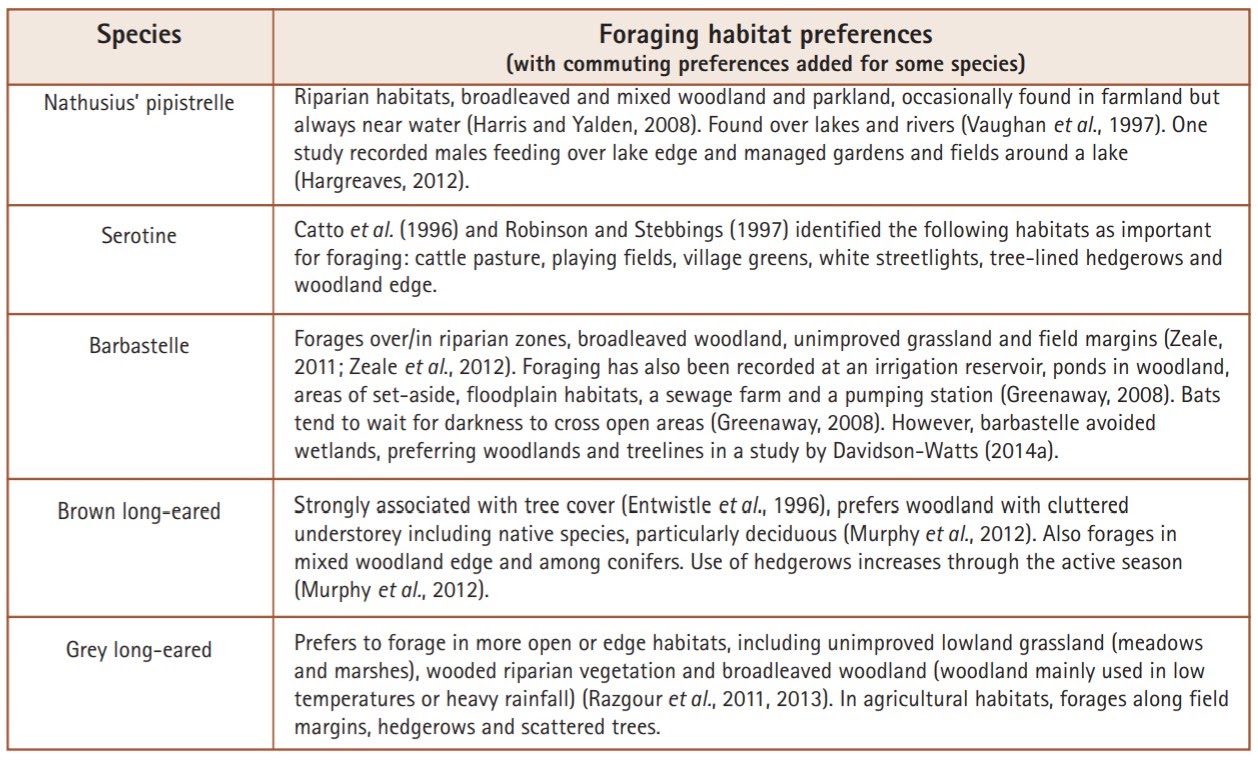 Species
Foraging habitat preferences
(with commuting preferences added for some species)
Nathusius' pipistrelle
Riparian habitats, broadleaved and mixed woodland and parkland, occasionally found in farmland but
always near water (Harris and Yalden, 2008). Found over lakes and rivers (Vaughan et al., 1997). One
study recorded males feeding over lake edge and managed gardens and fields around a lake
(Hargreaves, 2012).
Serotine
Catto et al. (1996) and Robinson and Stebbings (1997) identified the following habitats as important
for foraging: cattle pasture, playing fields, village greens, white streetlights, tree-lined hedgerows and
woodland edge.
Barbastelle
Forages over/in riparian zones, broadleaved woodland, unimproved grassland and field margins (Zeale,
2011; Zeale et al., 2012). Foraging has also been recorded at an irrigation reservoir, ponds in woodland,
areas of set-aside, floodplain habitats, a sewage farm and a pumping station (Greenaway, 2008). Bats
tend to wait for darkness to cross open areas (Greenaway, 2008). However, barbastelle avoided
wetlands, preferring woodlands and treelines in a study by Davidson-Watts (2014a).
Brown long-eared
Strongly associated with tree cover (Entwistle et al., 1996), prefers woodland with cluttered
understorey including native species, particularly deciduous (Murphy et al., 2012). Also forages in
mixed woodland edge and among conifers. Use of hedgerows increases through the active season
(Murphy et al., 2012).
Grey long-eared
Prefers to forage in more open or edge habitats, including unimproved lowland grassland (meadows
and marshes), wooded riparian vegetation and broadleaved woodland (woodland mainly used in low
temperatures or heavy rainfall) (Razgour et al., 2011, 2013). In agricultural habitats, forages along field
margins, hedgerows and scattered trees.